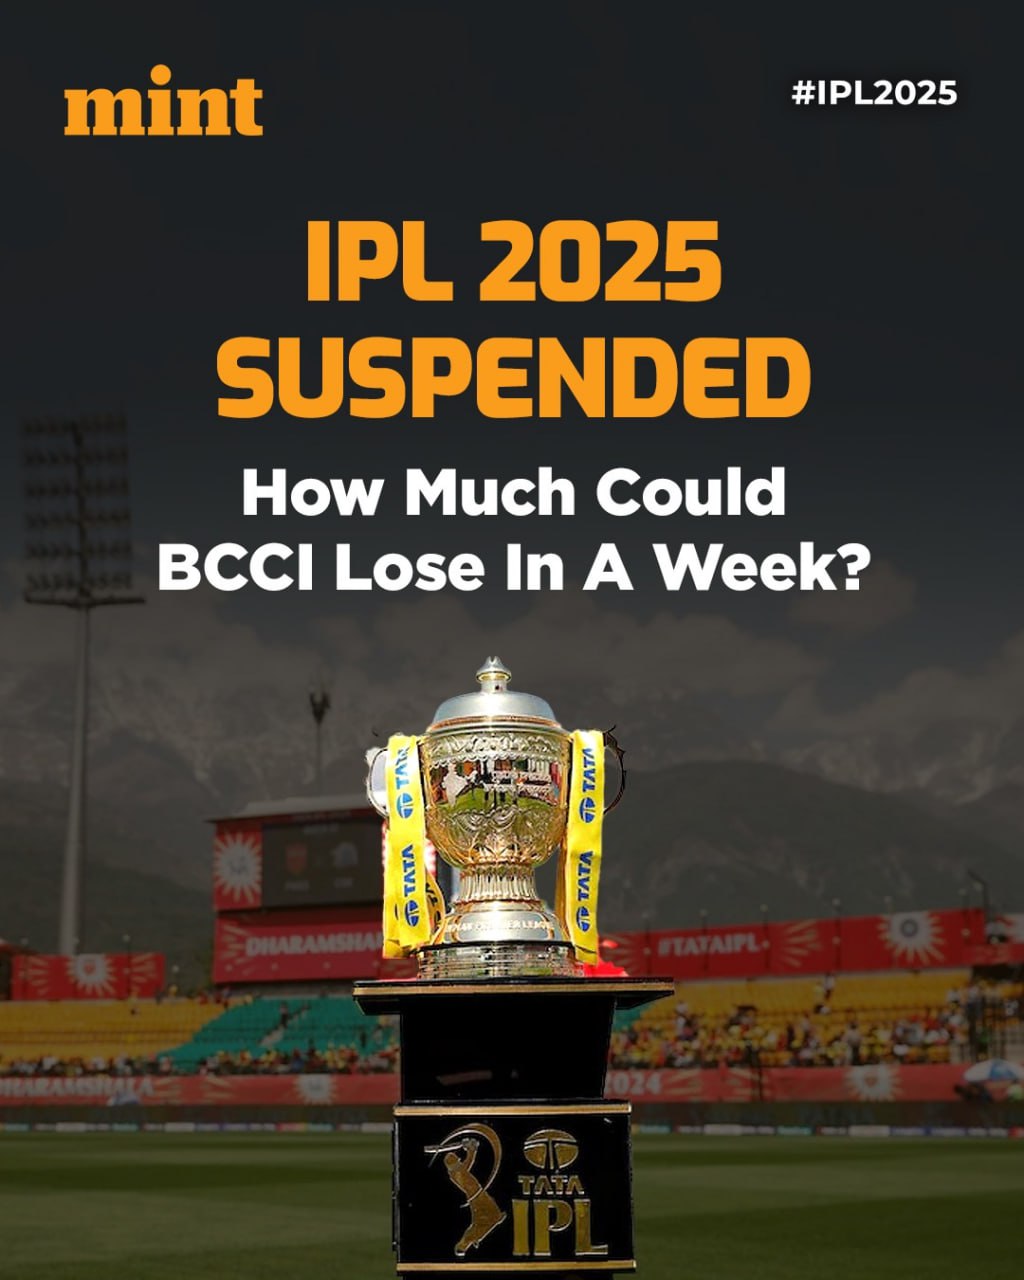 mint
#IPL2025
IPL 2025
SUSPENDED
How Much Could
BCCI Lose In A Week?
TATA
TATA
TATA
TATA
DHARAMSHA
#TATAIPL
DHARAMSHALA
2024
TATA
IPL